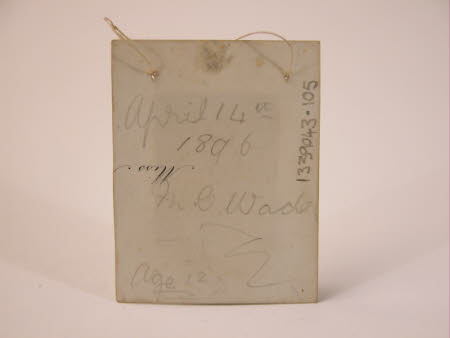 April 14th
1896
Miss
M B Wade
Age 12
1339043.105